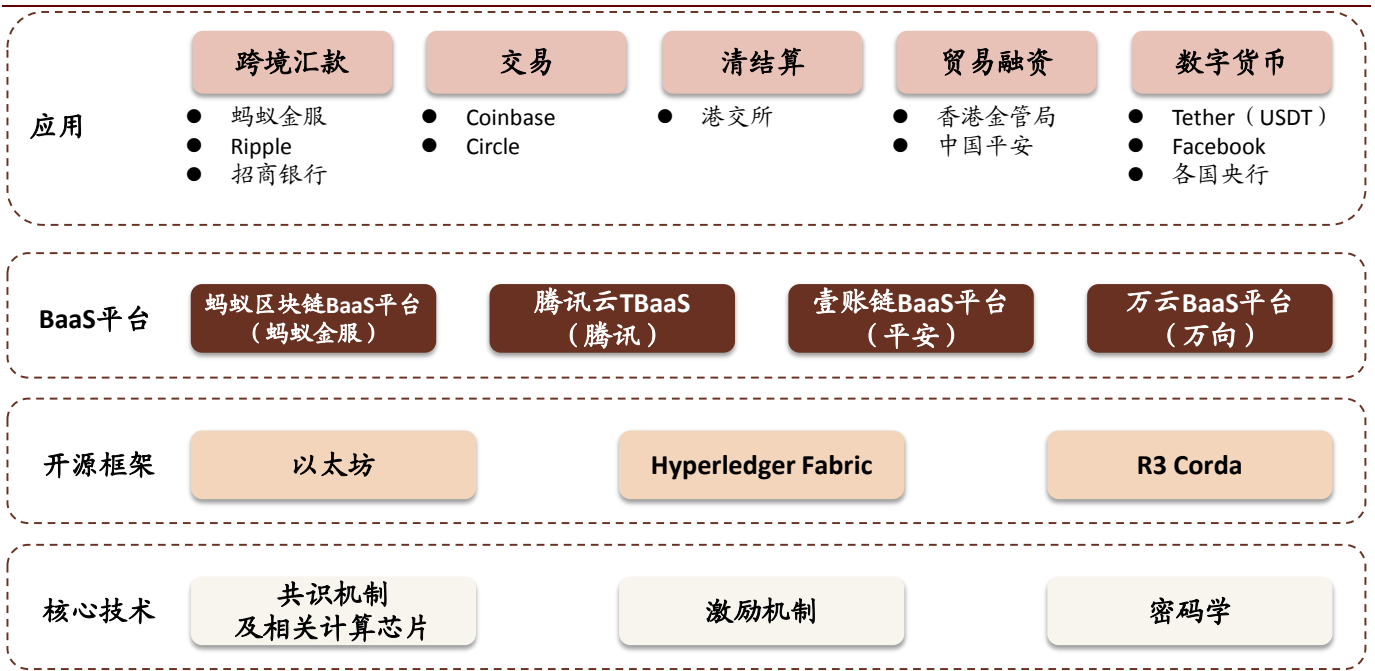 应用
跨境汇款
蚂蚁金服
Ripple
招商银行
交易
Coinbase
Circle
清结算
港交所
贸易融资
香港金管局
中国平安
数字货币
Tether（USDT）
Facebook
各国央行
BaaS平台
蚂蚁区块链BaaS平台
（蚂蚁金服）
腾讯云TBaaS
（腾讯）
壹账链BaaS平台
（平安）
万云BaaS平台
（万向）
开源框架
以太坊
Hyperledger Fabric
R3 Corda
核心技术
共识机制
及相关计算芯片
激励机制
密码学